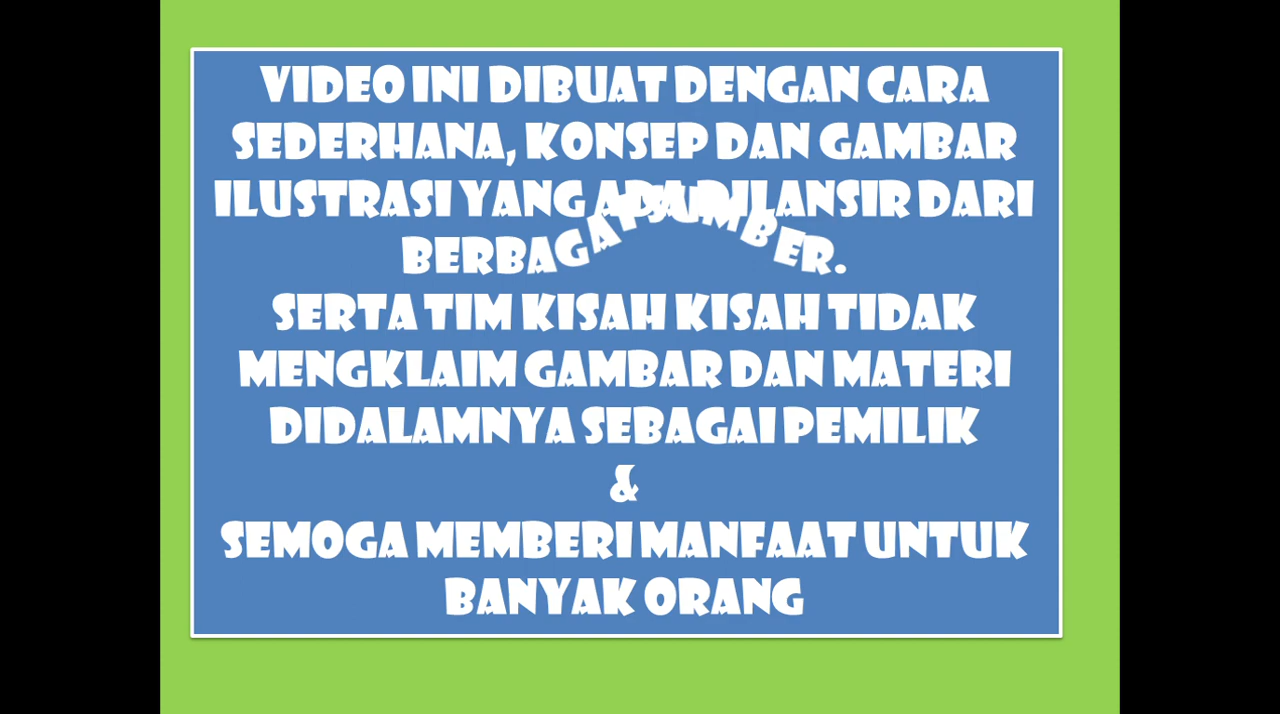 VIDEO INI DIBUAT DENGAN CARA
SEDERHANA, KONSEP DAN GAMBAR
ILUSTRASI YANG ADA DILANSIR DARI
BERBAGAI SUMBER.
SERTA TIM KISAH KISAH TIDAK
MENGKLAIM GAMBAR DAN MATERI
DIDALAMNYA SEBAGAI PEMILIK
&
SEMOGA MEMBERI MANFAAT UNTUK
BANYAK ORANG